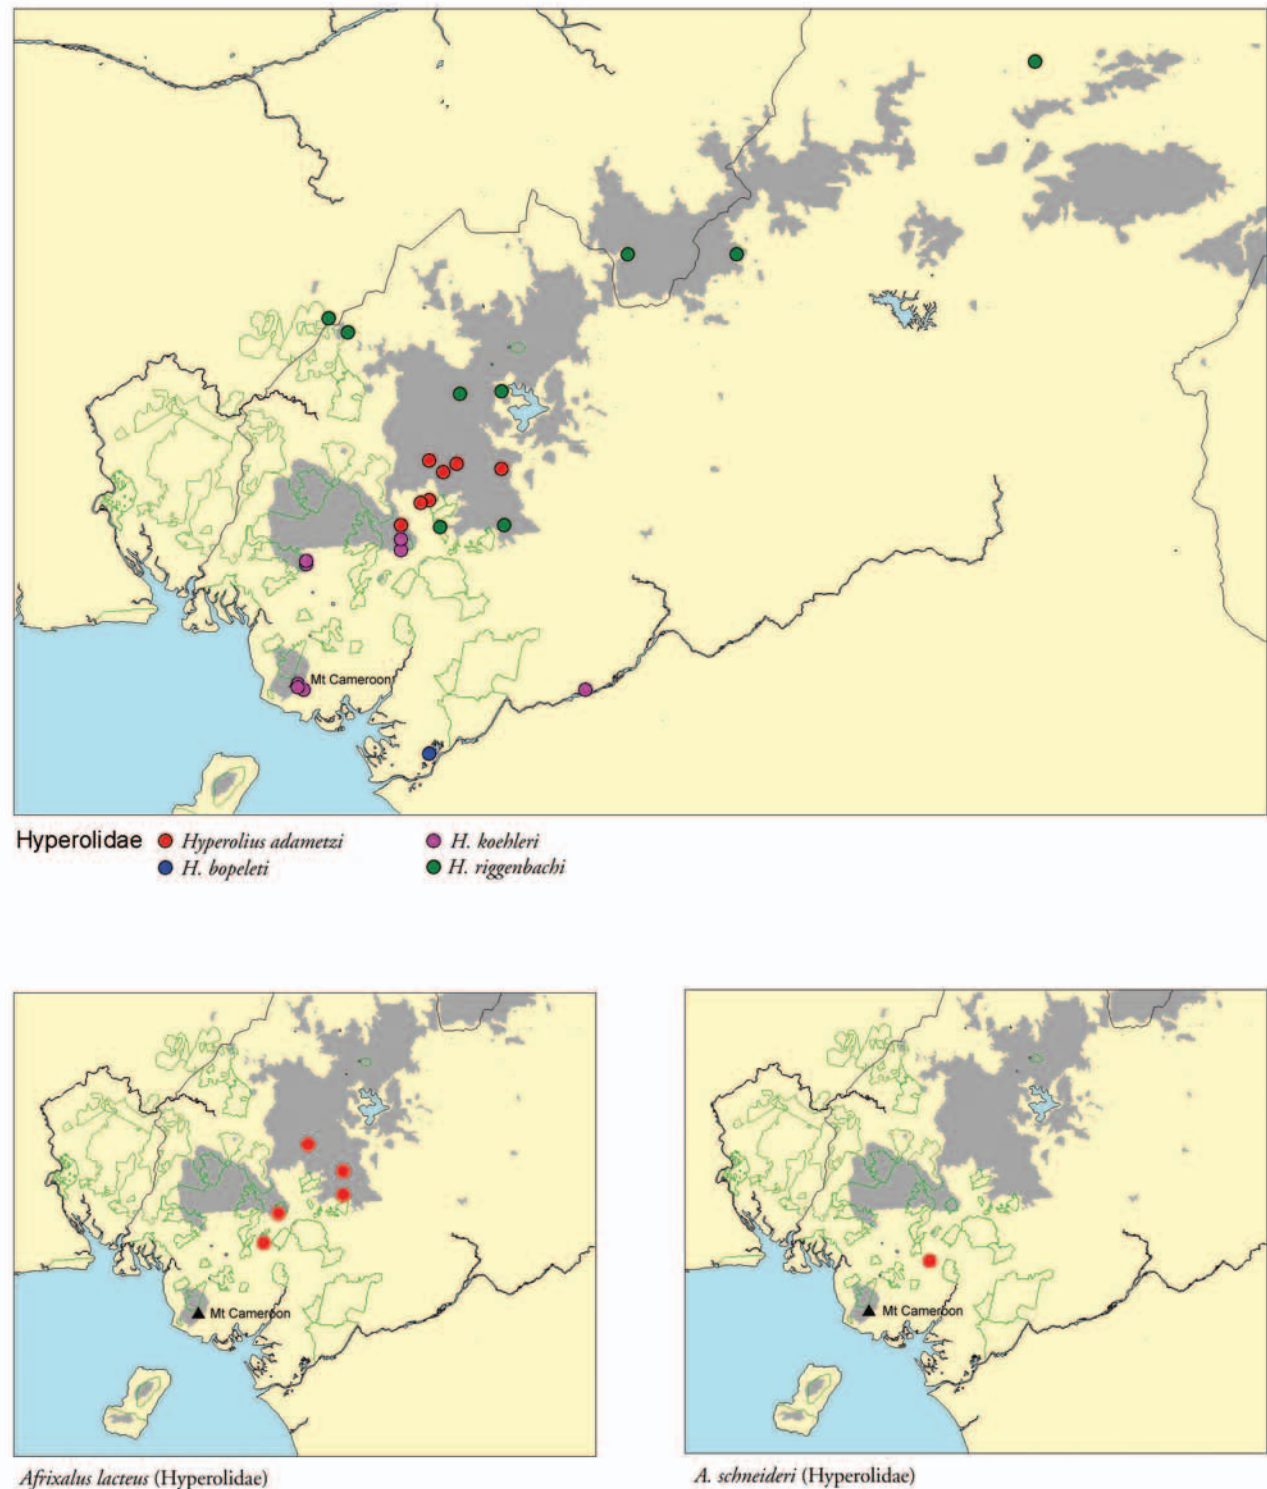 Mt Cameroon
Hyperolidae
Hyperolius adametzi
H. koehleri
H. bopeleti
H. riggenbachi
Mt Cameroon
Mt Cameroon
Afrixalus lacteus (Hyperolidae)
A. schneideri (Hyperolidae)